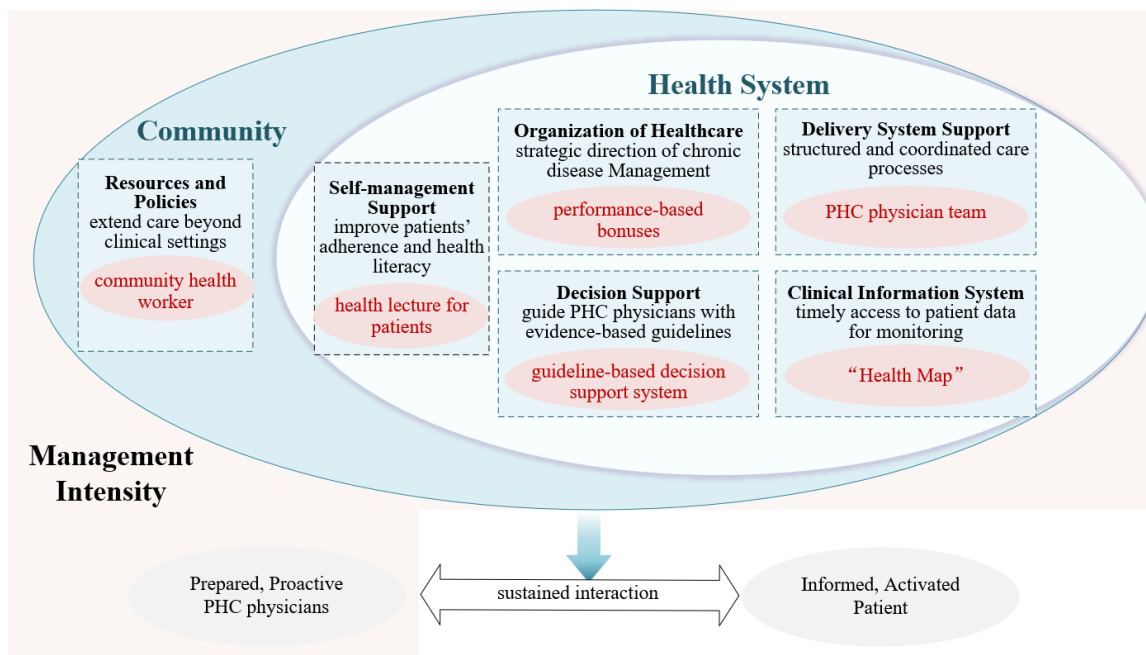 Health System
Community
Resources and
Policies
extend care beyond
clinical settings
community health
worker
Self-management
Support
improve patients’
adherence and health
literacy
health lecture for
patients
Organization of Healthcare
strategic direction of chronic
disease Management
performance-based
bonuses
Delivery System Support
structured and coordinated care
processes
PHC physician team
Decision Support
guide PHC physicians with
evidence-based guidelines
guideline-based decision
support system
Clinical Information System
timely access to patient data
for monitoring
“Health Map”
Management
Intensity
Prepared, Proactive
PHC physicians
sustained interaction
Informed, Activated
Patient